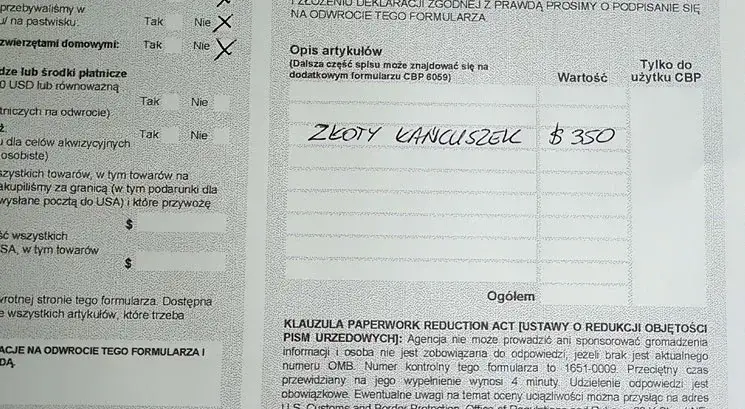 przebywaliśmy w
u/ na pastwisku: Tak Nie X
zwierzętami domowymi: Tak Nie X
dze lub środki płatnicze
0 USD lub równoważną
Tak Nie
tniczych na odwrocie)
ż Tak Nie
u dla celów akwizycyjnych
osobiste)
szystkich towarów, w tym towarów na
akupiliśmy za granicą (w tym podarunki dla
wysłane pocztą do USA) i które przywożę
$
ść wszystkich
SA, w tym towarów
$
wrotnej stronie tego formularza. Dostępna
e wszystkich artykułów, które trzeba
ACJE NA ODWROCIE TEGO FORMULARZA I
DĄ.
I ZŁOŻENIU DEKLARACJI ZGODNEJ Z PRAWDĄ PROSIMY O PODPISANIE SIĘ
NA ODWROCIE TEGO FORMULARZA.
Opis artykułów
(Dalsza część spisu może znajdować się na
dodatkowym formularzu CBP 6059)
Wartość
Tylko do
użytku CBP
ZŁOTY ŁAŃCUSZEK $ 350
Ogółem
KLAUZULA PAPERWORK REDUCTION ACT [USTAWY O REDUKCJI OBJĘTOŚCI
PISM URZĘDOWYCH]: Agencja nie może prowadzić ani sponsorować gromadzenia
informacji i osoba nie jest zobowiązana do odpowiedzi, jeżeli brak jest aktualnego
numeru OMB. Numer kontrolny tego formularza to 1651-0009. Przeciętny czas
przewidziany na jego wypełnienie wynosi 4 minuty. Udzielenie odpowiedzi jest
obowiązkowe. Ewentualne uwagi na temat oceny uciążliwości można przysłać na adres
U.S. Customs and Border Protection, Office of Regulations and